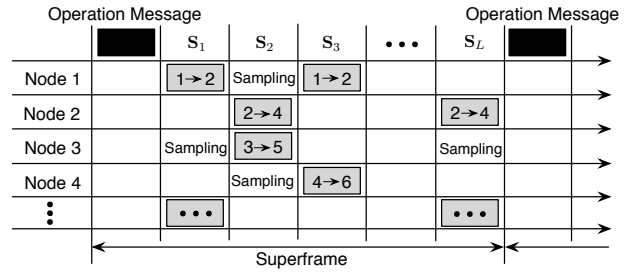 Operation Message Operation Message
S₁ S₂ S₃ ••• S_L
Node 1 1→2 Sampling 1→2
Node 2 2→4 2→4
Node 3 Sampling 3→5 Sampling
Node 4 Sampling 4→6
⋮ ••• •••
Superframe